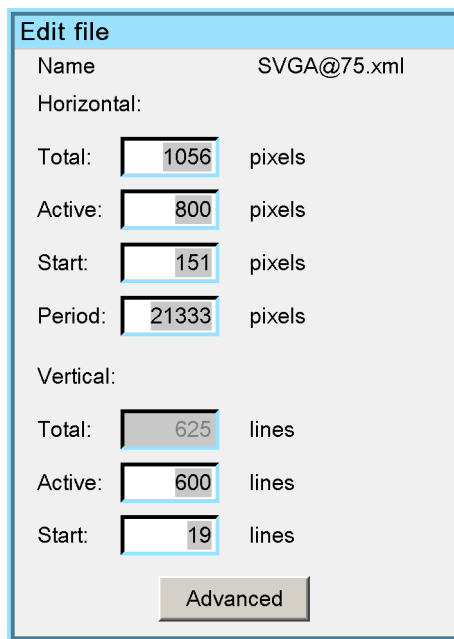 Edit file
Name SVGA@75.xml
Horizontal:
Total: 1056 pixels
Active: 800 pixels
Start: 151 pixels
Period: 21333 pixels
Vertical:
Total: 625 lines
Active: 600 lines
Start: 19 lines
Advanced